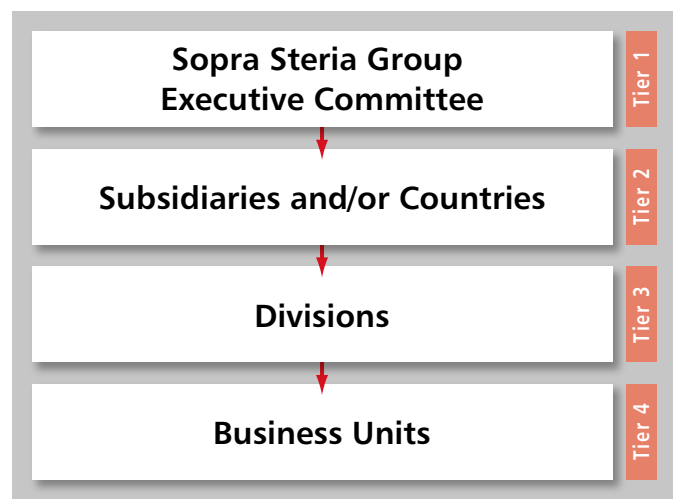 Sopra Steria Group
Executive Committee
Tier 1
Subsidiaries and/or Countries
Tier 2
Divisions
Tier 3
Business Units
Tier 4